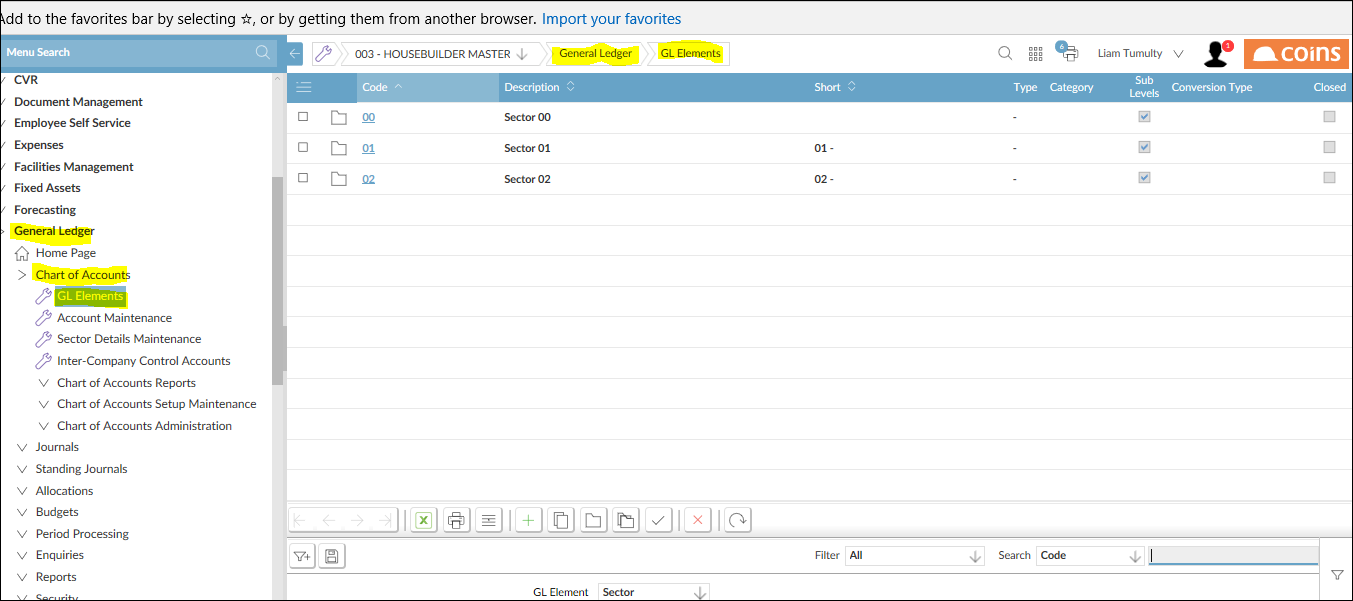 Add to the favorites bar by selecting ☆, or by getting them from another browser. Import your favorites
Menu Search
003 - HOUSEBUILDER MASTER
General Ledger
GL Elements
6
Liam Tumulty
1
coins
CVR
Document Management
Employee Self Service
Expenses
Facilities Management
Fixed Assets
Forecasting
General Ledger
Home Page
Chart of Accounts
GL Elements
Account Maintenance
Sector Details Maintenance
Inter-Company Control Accounts
Chart of Accounts Reports
Chart of Accounts Setup Maintenance
Chart of Accounts Administration
Journals
Standing Journals
Allocations
Budgets
Period Processing
Enquiries
Reports
Security
Code Description Short Type Category Sub Levels Conversion Type Closed
00 Sector 00 -
01 Sector 01 01 - -
02 Sector 02 02 - -
Filter All Search Code
GL Element Sector